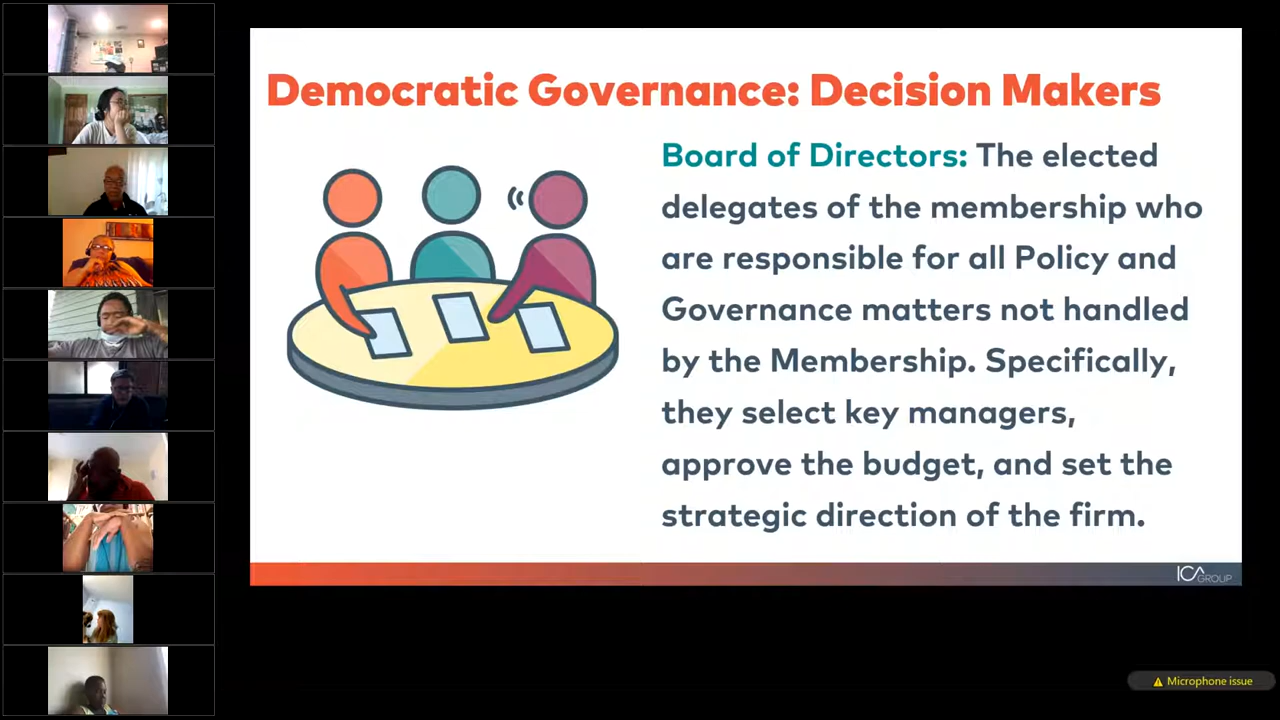 Democratic Governance: Decision Makers
Board of Directors: The elected
delegates of the membership who
are responsible for all Policy and
Governance matters not handled
by the Membership. Specifically,
they select key managers,
approve the budget, and set the
strategic direction of the firm.
ICA GROUP
Microphone issue